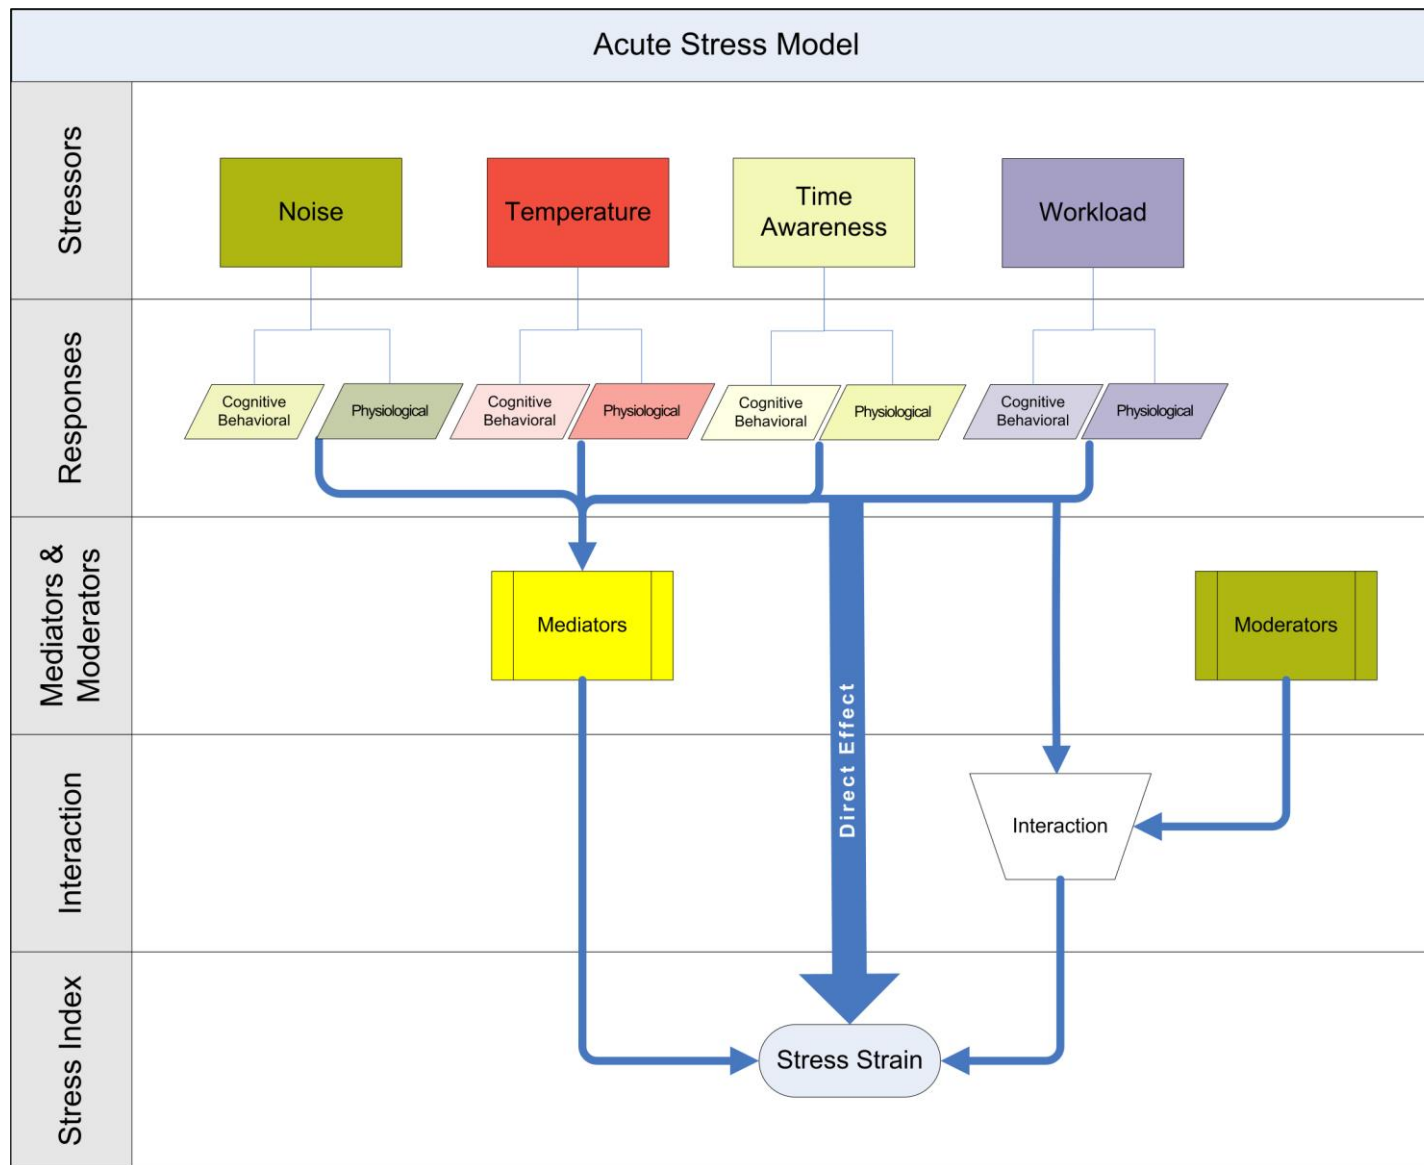 Acute Stress Model
Stressors
Noise
Temperature
Time
Awareness
Workload
Responses
Cognitive
Behavioral
Physiological
Cognitive
Behavioral
Physiological
Cognitive
Behavioral
Physiological
Cognitive
Behavioral
Physiological
Mediators &
Moderators
Mediators
Moderators
Direct Effect
Interaction
Interaction
Stress Index
Stress Strain